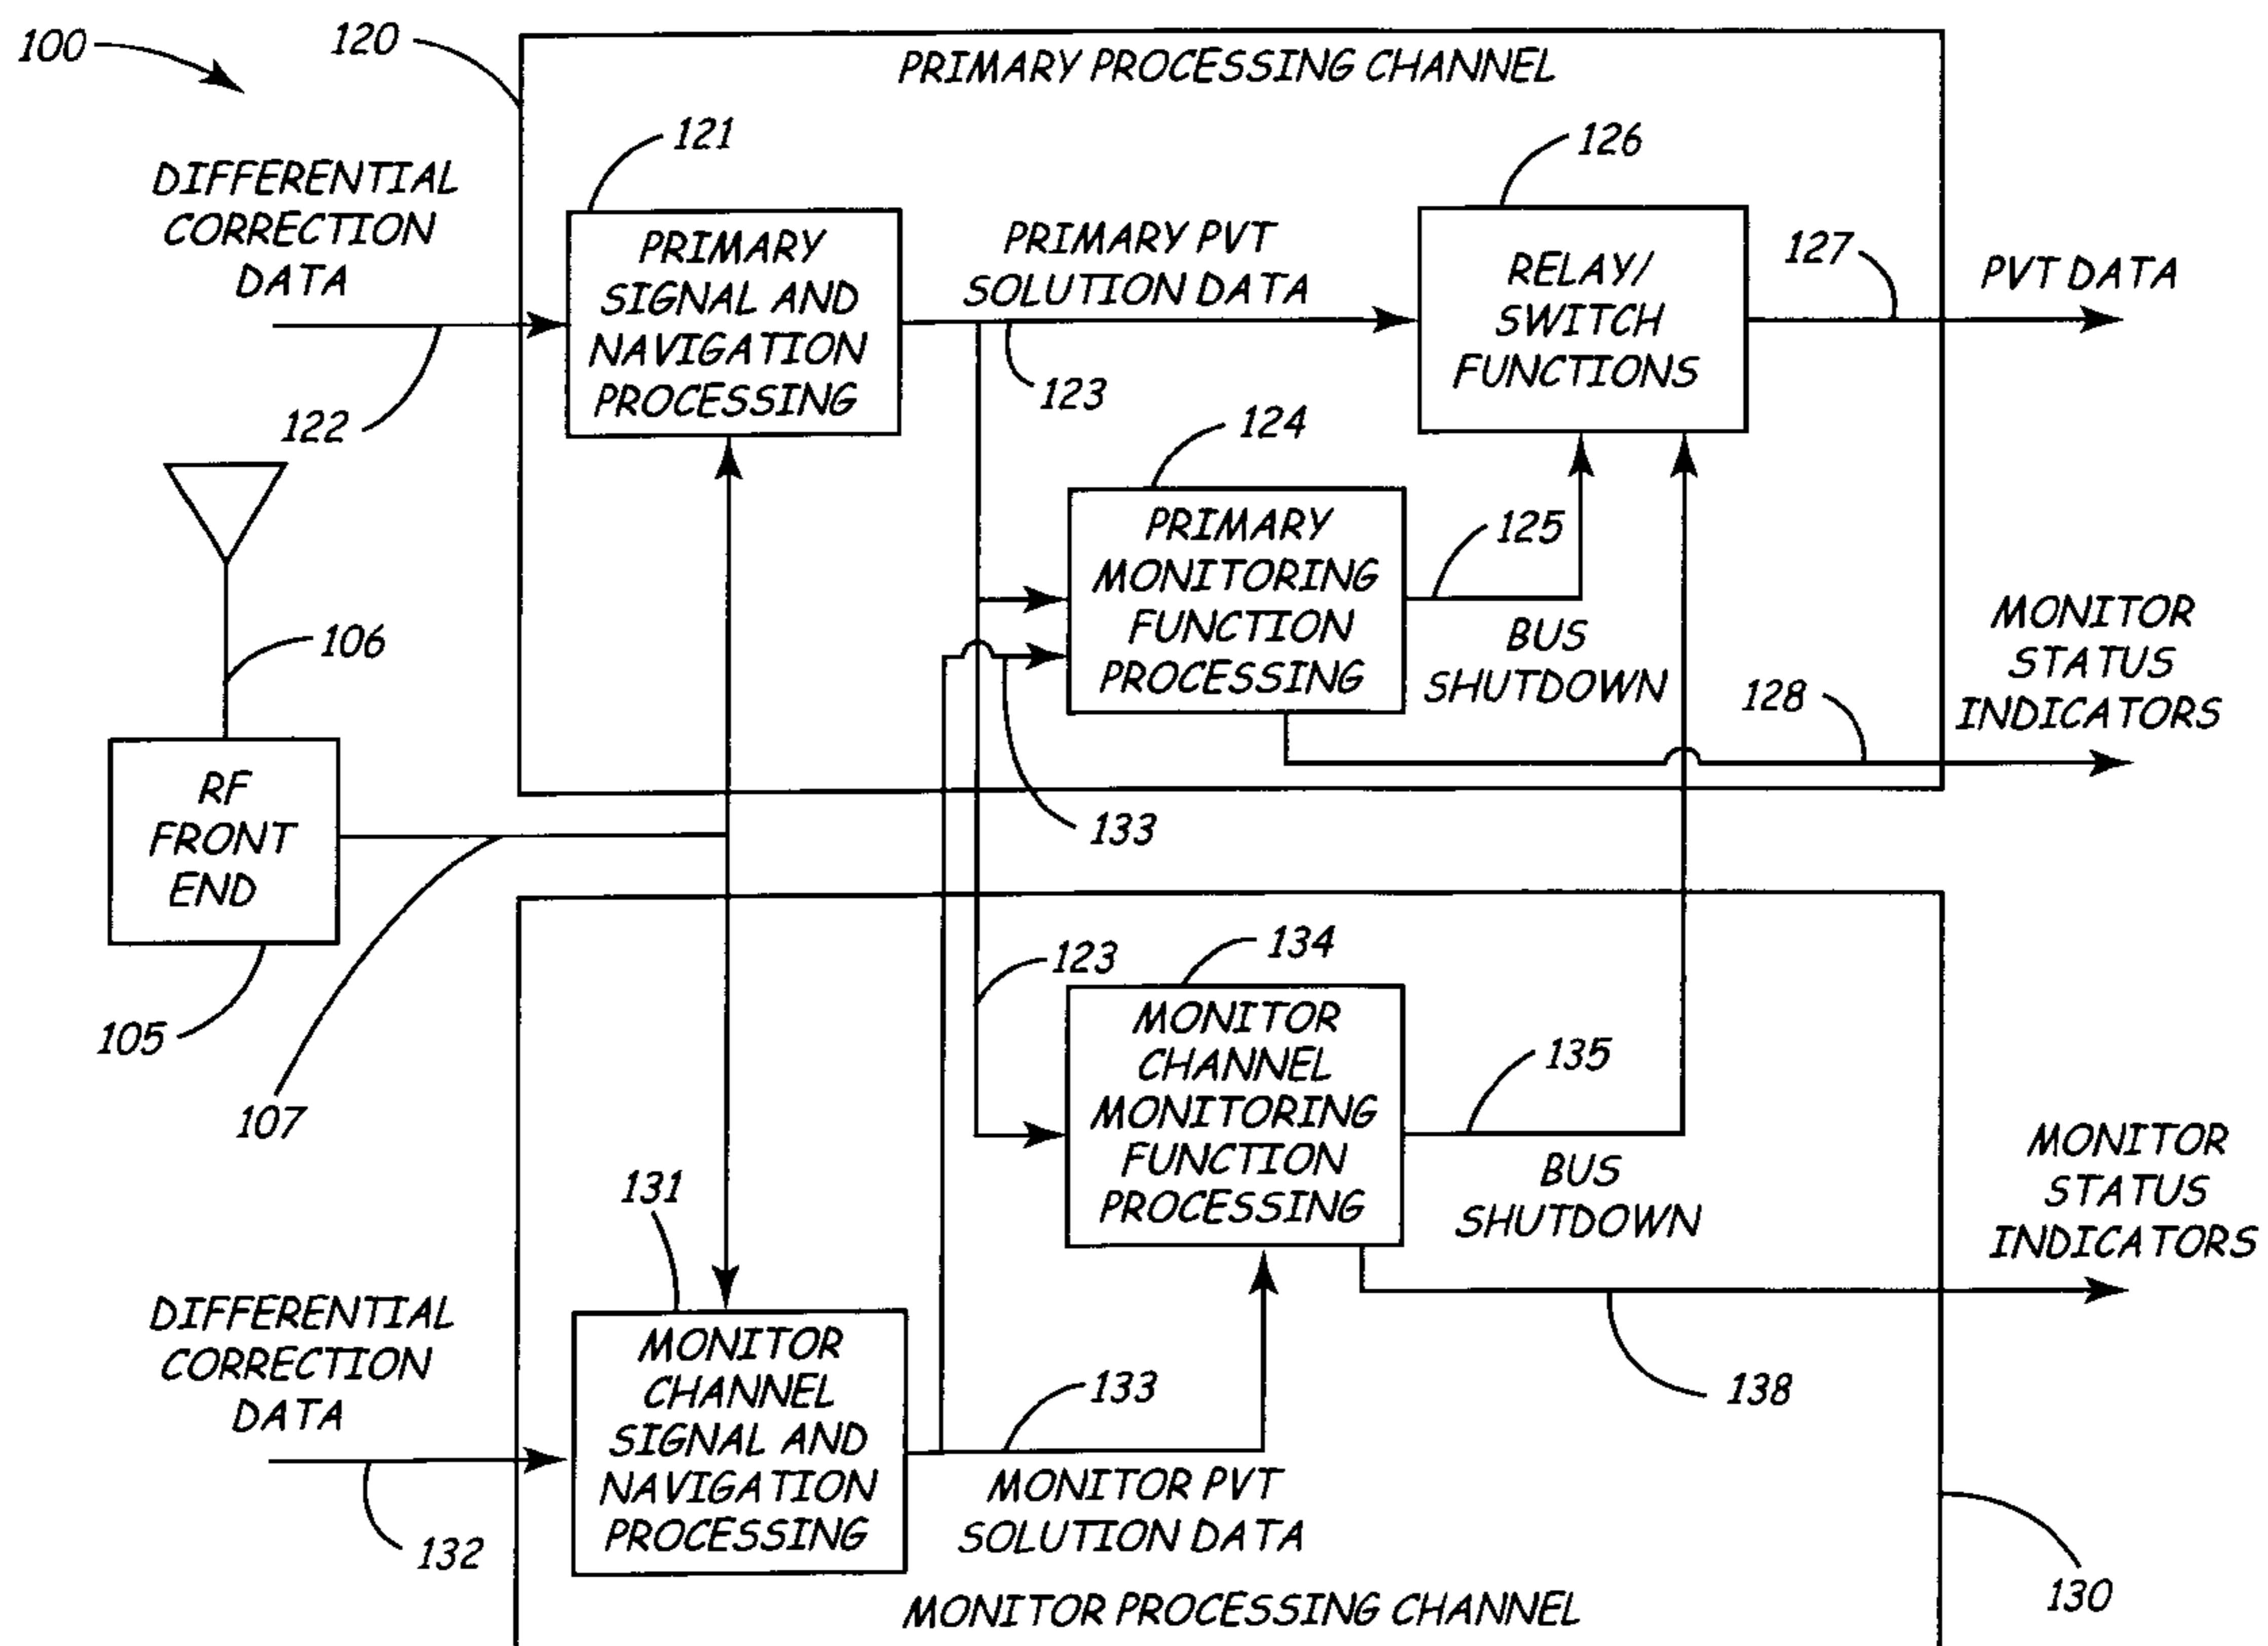 100
120
PRIMARY PROCESSING CHANNEL
121
126
DIFFERENTIAL
CORRECTION
DATA
122
PRIMARY
SIGNAL AND
NAVIGATION
PROCESSING
PRIMARY PVT
SOLUTION DATA
123
RELAY/
SWITCH
FUNCTIONS
127
PVT DATA
124
PRIMARY
MONITORING
FUNCTION
PROCESSING
125
BUS
SHUTDOWN
MONITOR
STATUS
INDICATORS
128
106
RF
FRONT
END
105
107
133
123
134
MONITOR
CHANNEL
MONITORING
FUNCTION
PROCESSING
135
BUS
SHUTDOWN
MONITOR
STATUS
INDICATORS
138
131
DIFFERENTIAL
CORRECTION
DATA
132
MONITOR
CHANNEL
SIGNAL AND
NAVIGATION
PROCESSING
133
MONITOR PVT
SOLUTION DATA
130
MONITOR PROCESSING CHANNEL